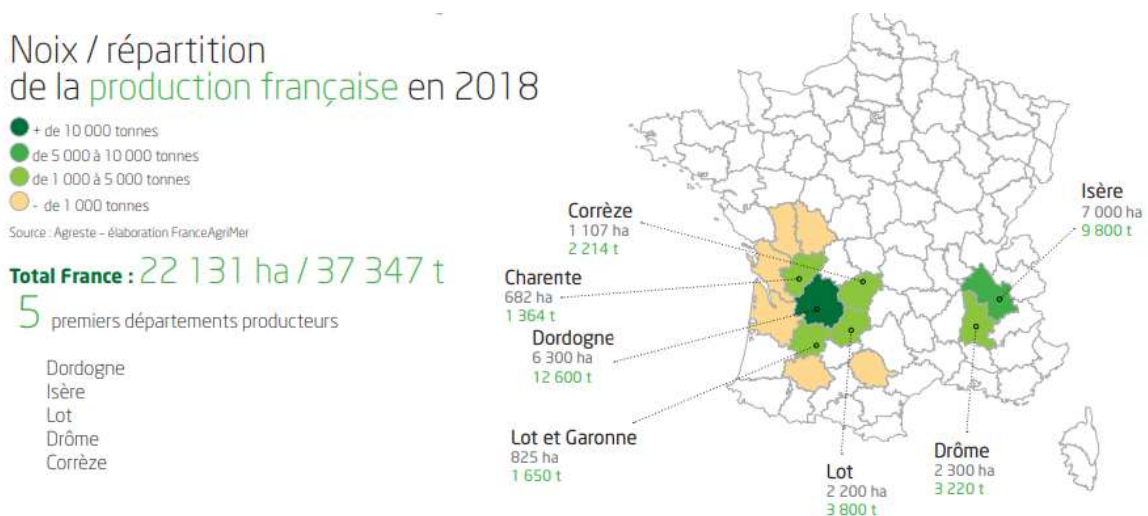 Noix / répartition
de la production française en 2018
+ de 10 000 tonnes
de 5 000 à 10 000 tonnes
de 1 000 à 5 000 tonnes
- de 1 000 tonnes
Source : Agreste – élaboration FranceAgriMer
Total France : 22 131 ha / 37 347 t
5 premiers départements producteurs
Dordogne
Isère
Lot
Drôme
Corrèze
Corrèze
1 107 ha
2 214 t
Charente
682 ha
1 364 t
Dordogne
6 300 ha
12 600 t
Lot et Garonne
825 ha
1 650 t
Lot
2 200 ha
3 800 t
Drôme
2 300 ha
3 220 t
Isère
7 000 ha
9 800 t